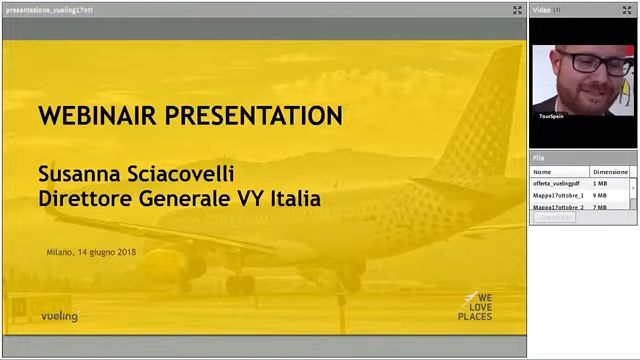 presentazione_vueling17ott
WEBINAIR PRESENTATION
Susanna Sciacovelli
Direttore Generale VY Italia
Milano, 14 giugno 2018
vueling
WE
LOVE
PLACES
Video (1)
TourSpain
File
Nome Dimensione
offerta_vuelingpdf 1 MB
Mappa17ottobre_1 9 MB
Mappa17ottobre_2 7 MB